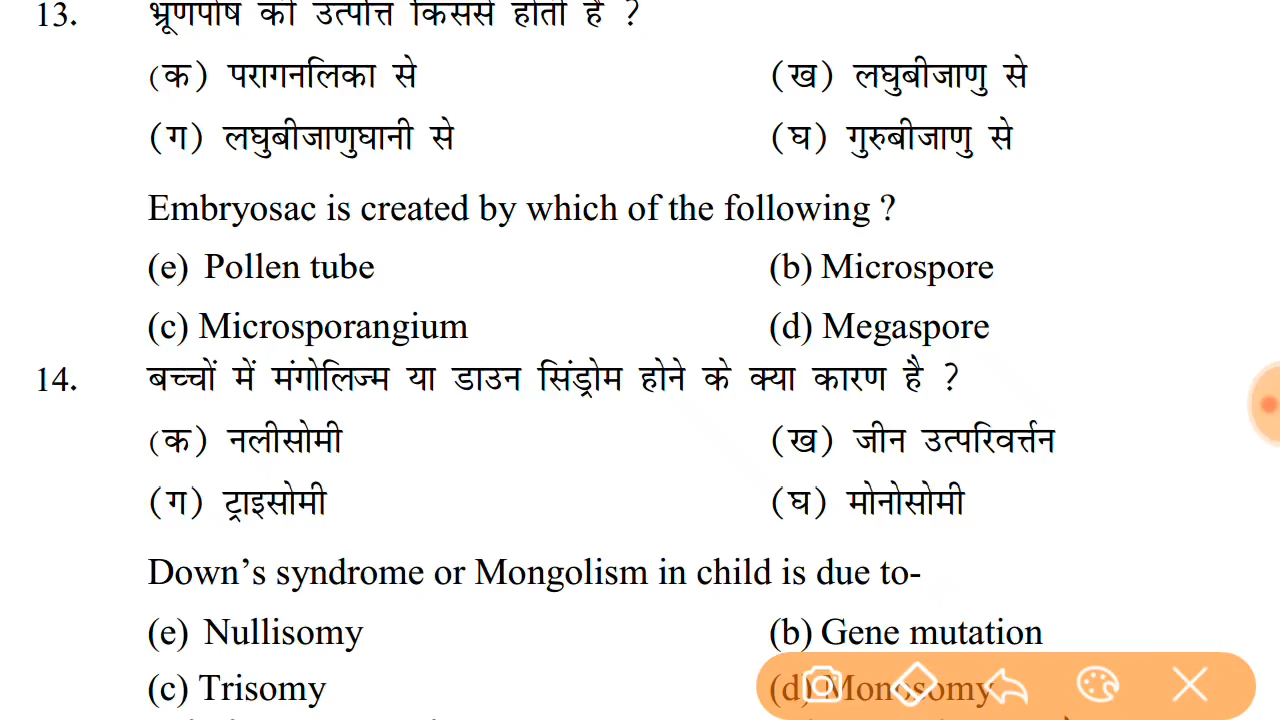 13. भ्रूणपोष की उत्पत्ति किससे होती है ?
(क) परागनलिका से (ख) लघुबीजाणु से
(ग) लघुबीजाणुघानी से (घ) गुरुबीजाणु से
Embryosac is created by which of the following ?
(e) Pollen tube (b) Microspore
(c) Microsporangium (d) Megaspore
14. बच्चों में मंगोलिज्म या डाउन सिंड्रोम होने के क्या कारण है ?
(क) नलीसोमी (ख) जीन उत्परिवर्त्तन
(ग) ट्राइसोमी (घ) मोनोसोमी
Down’s syndrome or Mongolism in child is due to-
(e) Nullisomy (b) Gene mutation
(c) Trisomy (d) Monosomy